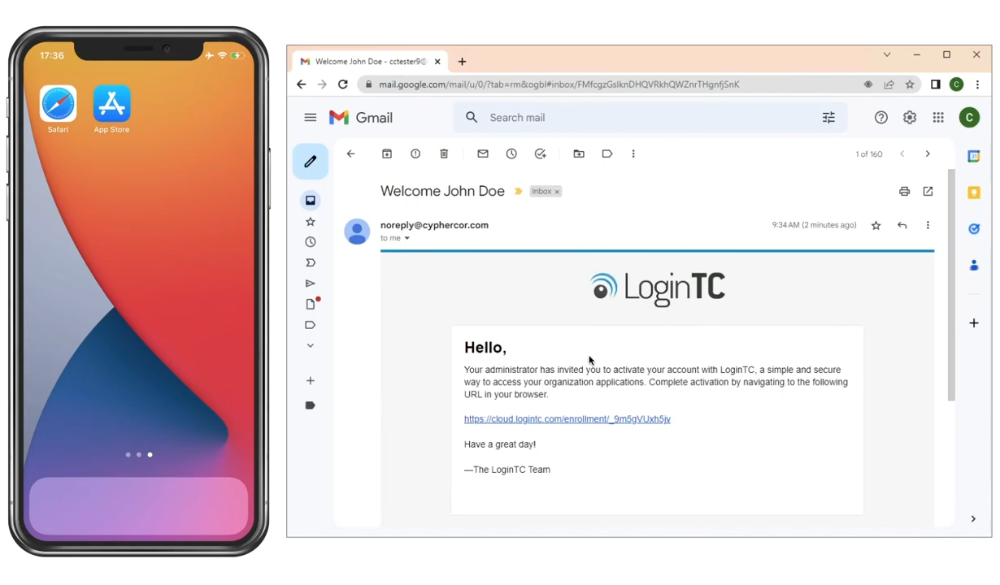 17:36
Safari
App Store
Welcome John Doe - cctester9@
mail.google.com/mail/u/0/?tab=rm&ogbl#inbox/FMfcgzGslknDHQVRkhQWZnrTHgnfjSnK
C
Gmail
Search mail
C
1 of 160
31
Welcome John Doe
Inbox ×
noreply@cyphercor.com
9:34 AM (2 minutes ago)
to me
LoginTC
Hello,
Your administrator has invited you to activate your account with LoginTC, a simple and secure
way to access your organization applications. Complete activation by navigating to the following
URL in your browser.
https://cloud.logintc.com/enrollment/_9m5gVUxh5jv
Have a great day!
—The LoginTC Team